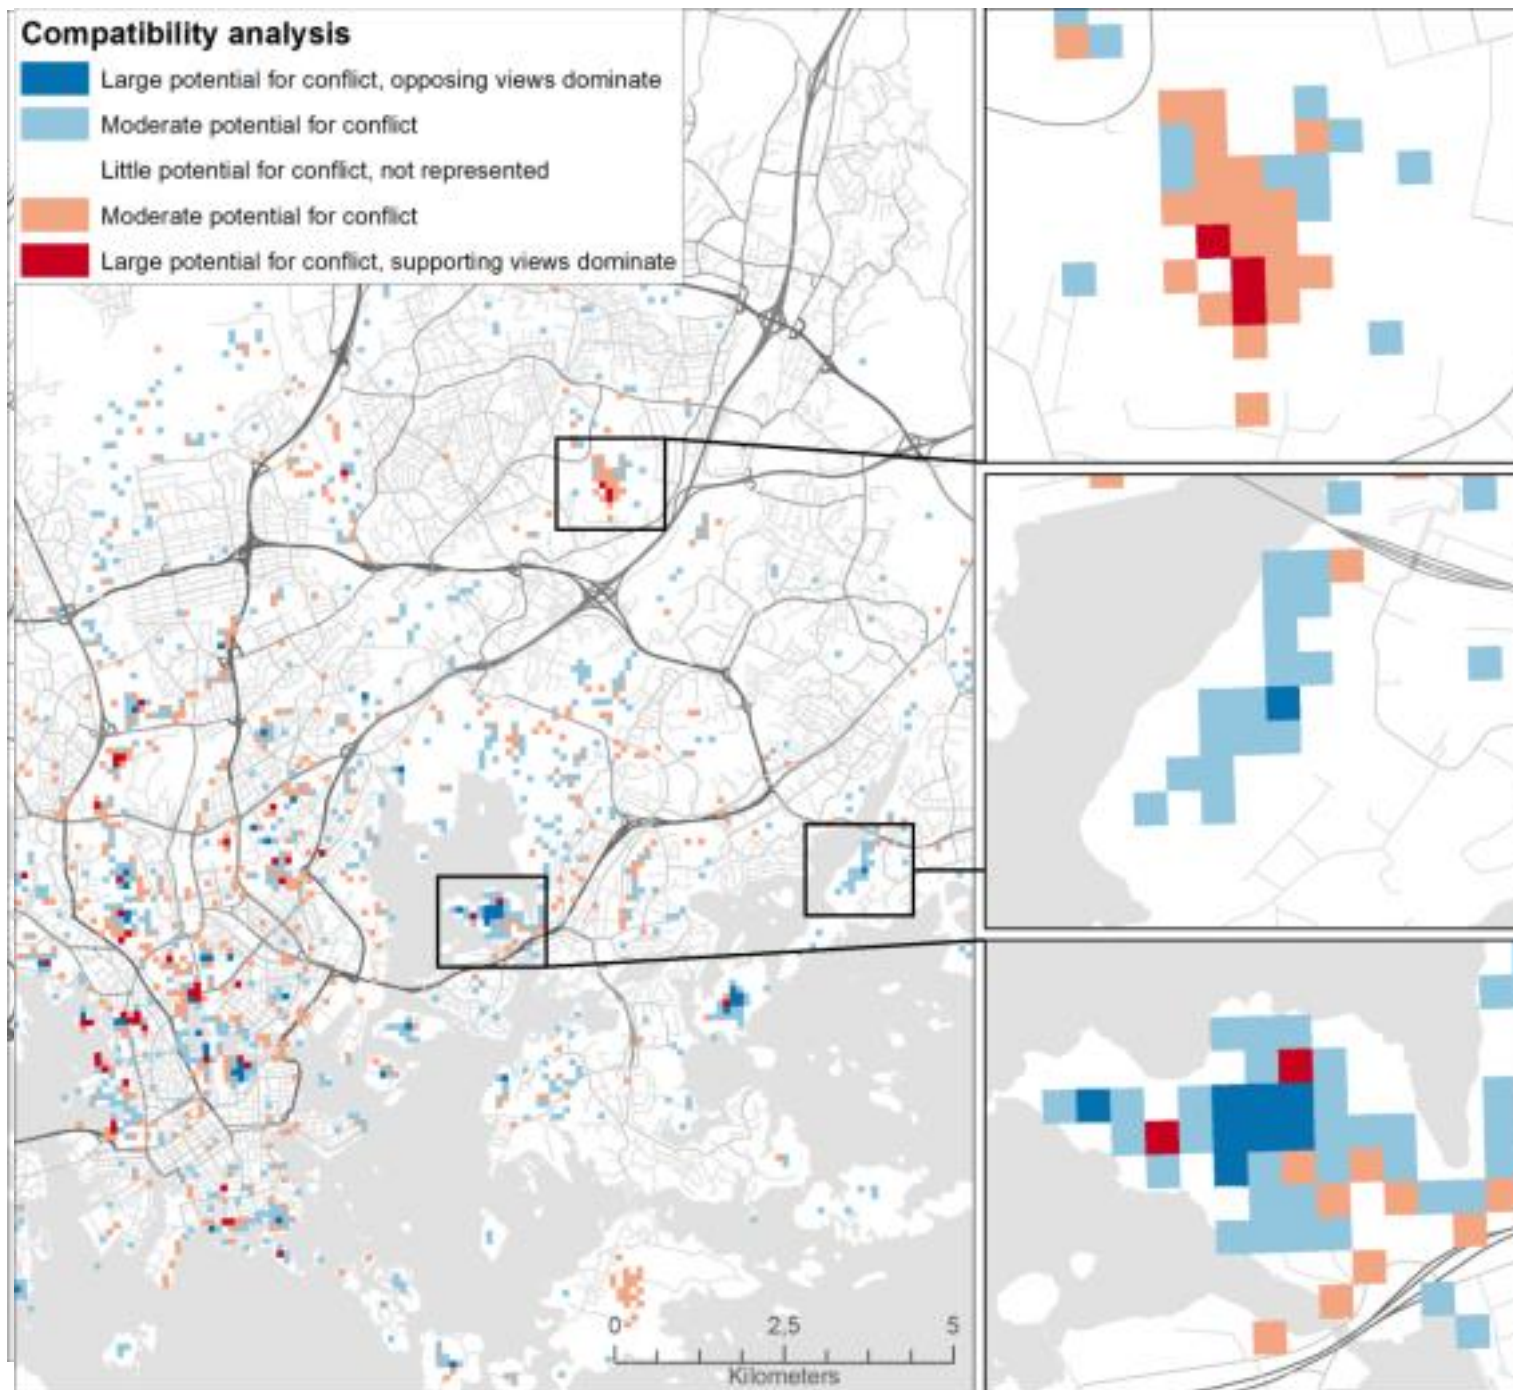 Compatibility analysis
Large potential for conflict, opposing views dominate
Moderate potential for conflict
Little potential for conflict, not represented
Moderate potential for conflict
Large potential for conflict, supporting views dominate
0 2,5 5
Kilometers